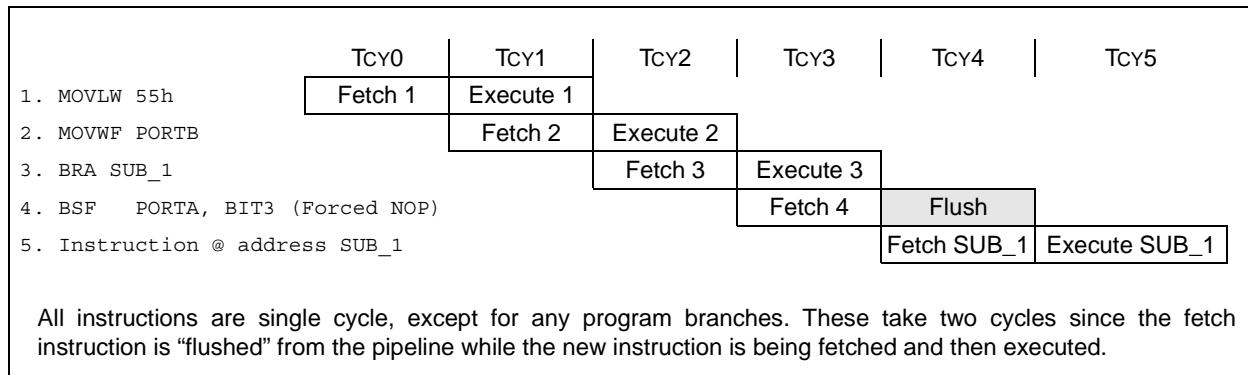 TCY0 TCY1 TCY2 TCY3 TCY4 TCY5
1. MOVLW 55h Fetch 1 Execute 1
2. MOVWF PORTB Fetch 2 Execute 2
3. BRA SUB_1 Fetch 3 Execute 3
4. BSF PORTA, BIT3 (Forced NOP) Fetch 4 Flush
5. Instruction @ address SUB_1 Fetch SUB_1 Execute SUB_1
All instructions are single cycle, except for any program branches. These take two cycles since the fetch
instruction is “flushed” from the pipeline while the new instruction is being fetched and then executed.